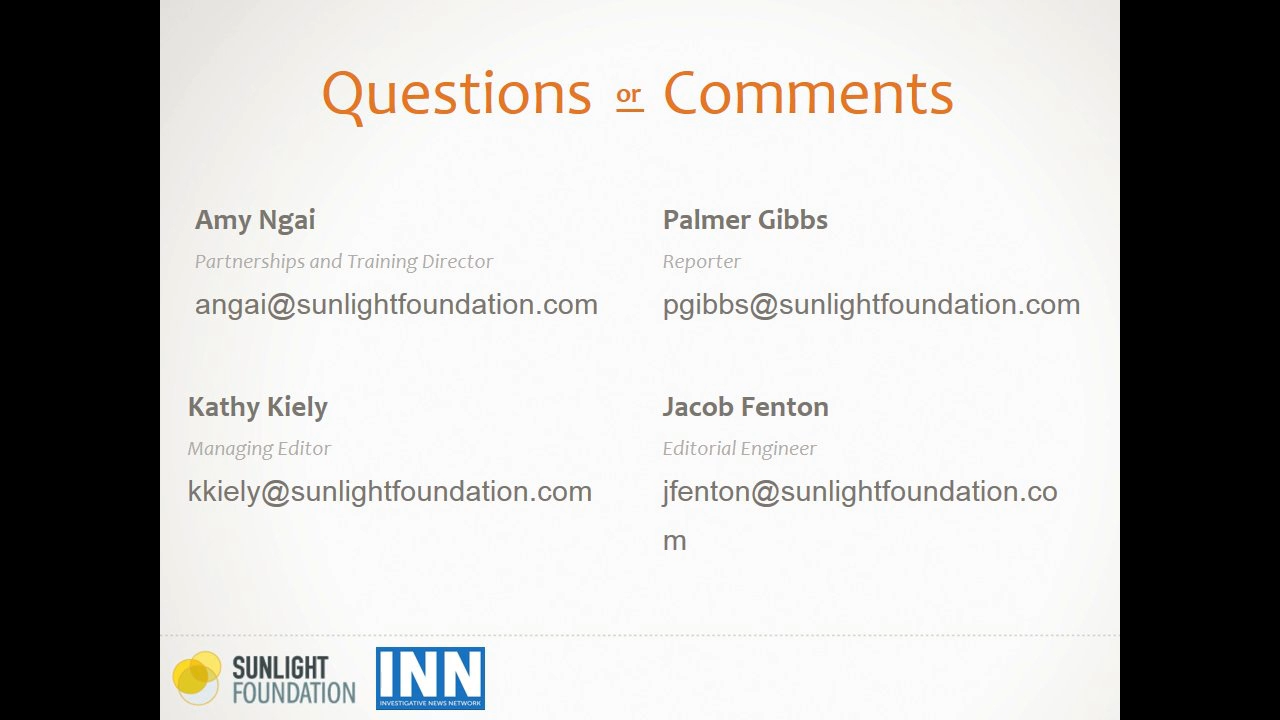 Questions or Comments
Amy Ngai
Partnerships and Training Director
angai@sunlightfoundation.com
Palmer Gibbs
Reporter
pgibbs@sunlightfoundation.com
Kathy Kiely
Managing Editor
kkiely@sunlightfoundation.com
Jacob Fenton
Editorial Engineer
jfenton@sunlightfoundation.co
m
SUNLIGHT
FOUNDATION
INN
INVESTIGATIVE NEWS NETWORK